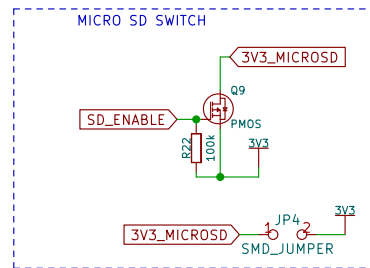 MICRO SD SWITCH
3V3_MICROSD
Q9
SD_ENABLE
PMOS
R22
100k
3V3
3V3
JP4
3V3_MICROSD
1
2
SMD_JUMPER